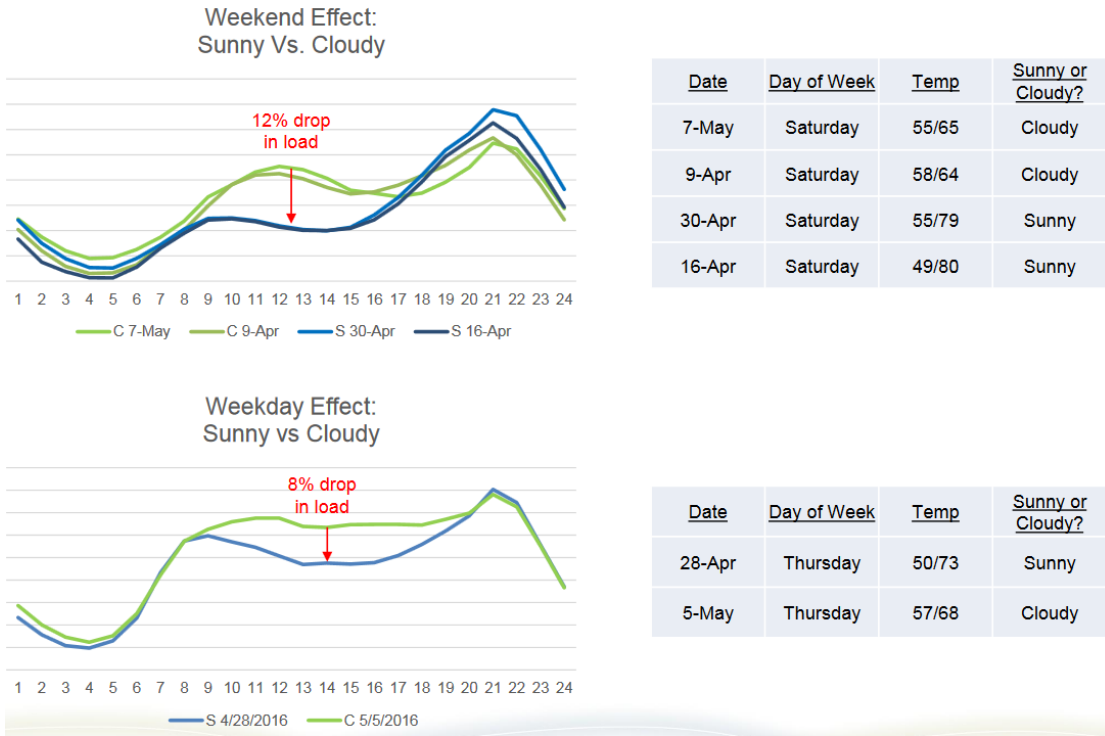 Weekend Effect:
Sunny Vs. Cloudy
12% drop
in load
1 2 3 4 5 6 7 8 9 10 11 12 13 14 15 16 17 18 19 20 21 22 23 24
C 7-May C 9-Apr S 30-Apr S 16-Apr
Date Day of Week Temp Sunny or
Cloudy?
7-May Saturday 55/65 Cloudy
9-Apr Saturday 58/64 Cloudy
30-Apr Saturday 55/79 Sunny
16-Apr Saturday 49/80 Sunny
Weekday Effect:
Sunny vs Cloudy
8% drop
in load
1 2 3 4 5 6 7 8 9 10 11 12 13 14 15 16 17 18 19 20 21 22 23 24
S 4/28/2016 C 5/5/2016
Date Day of Week Temp Sunny or
Cloudy?
28-Apr Thursday 50/73 Sunny
5-May Thursday 57/68 Cloudy